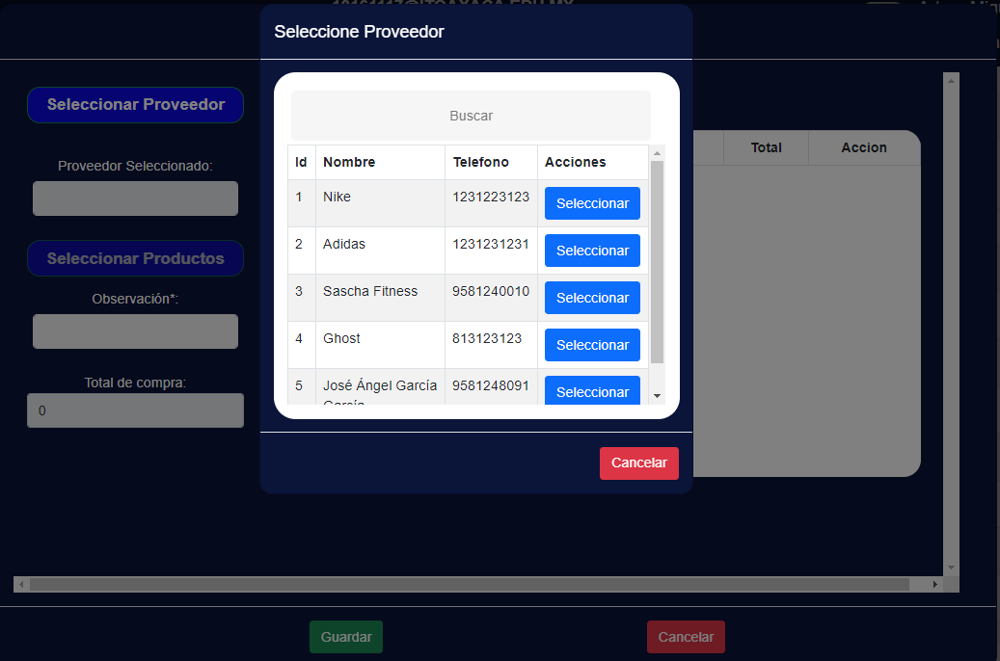 Seleccione Proveedor
Seleccionar Proveedor
Proveedor Seleccionado:
Seleccionar Productos
Observación*:
Total de compra:
0
Buscar
Id Nombre Telefono Acciones
1 Nike 1231223123 Seleccionar
2 Adidas 1231231231 Seleccionar
3 Sascha Fitness 9581240010 Seleccionar
4 Ghost 813123123 Seleccionar
5 José Ángel García 9581248091 Seleccionar
García
Total Accion
Cancelar
Guardar Cancelar